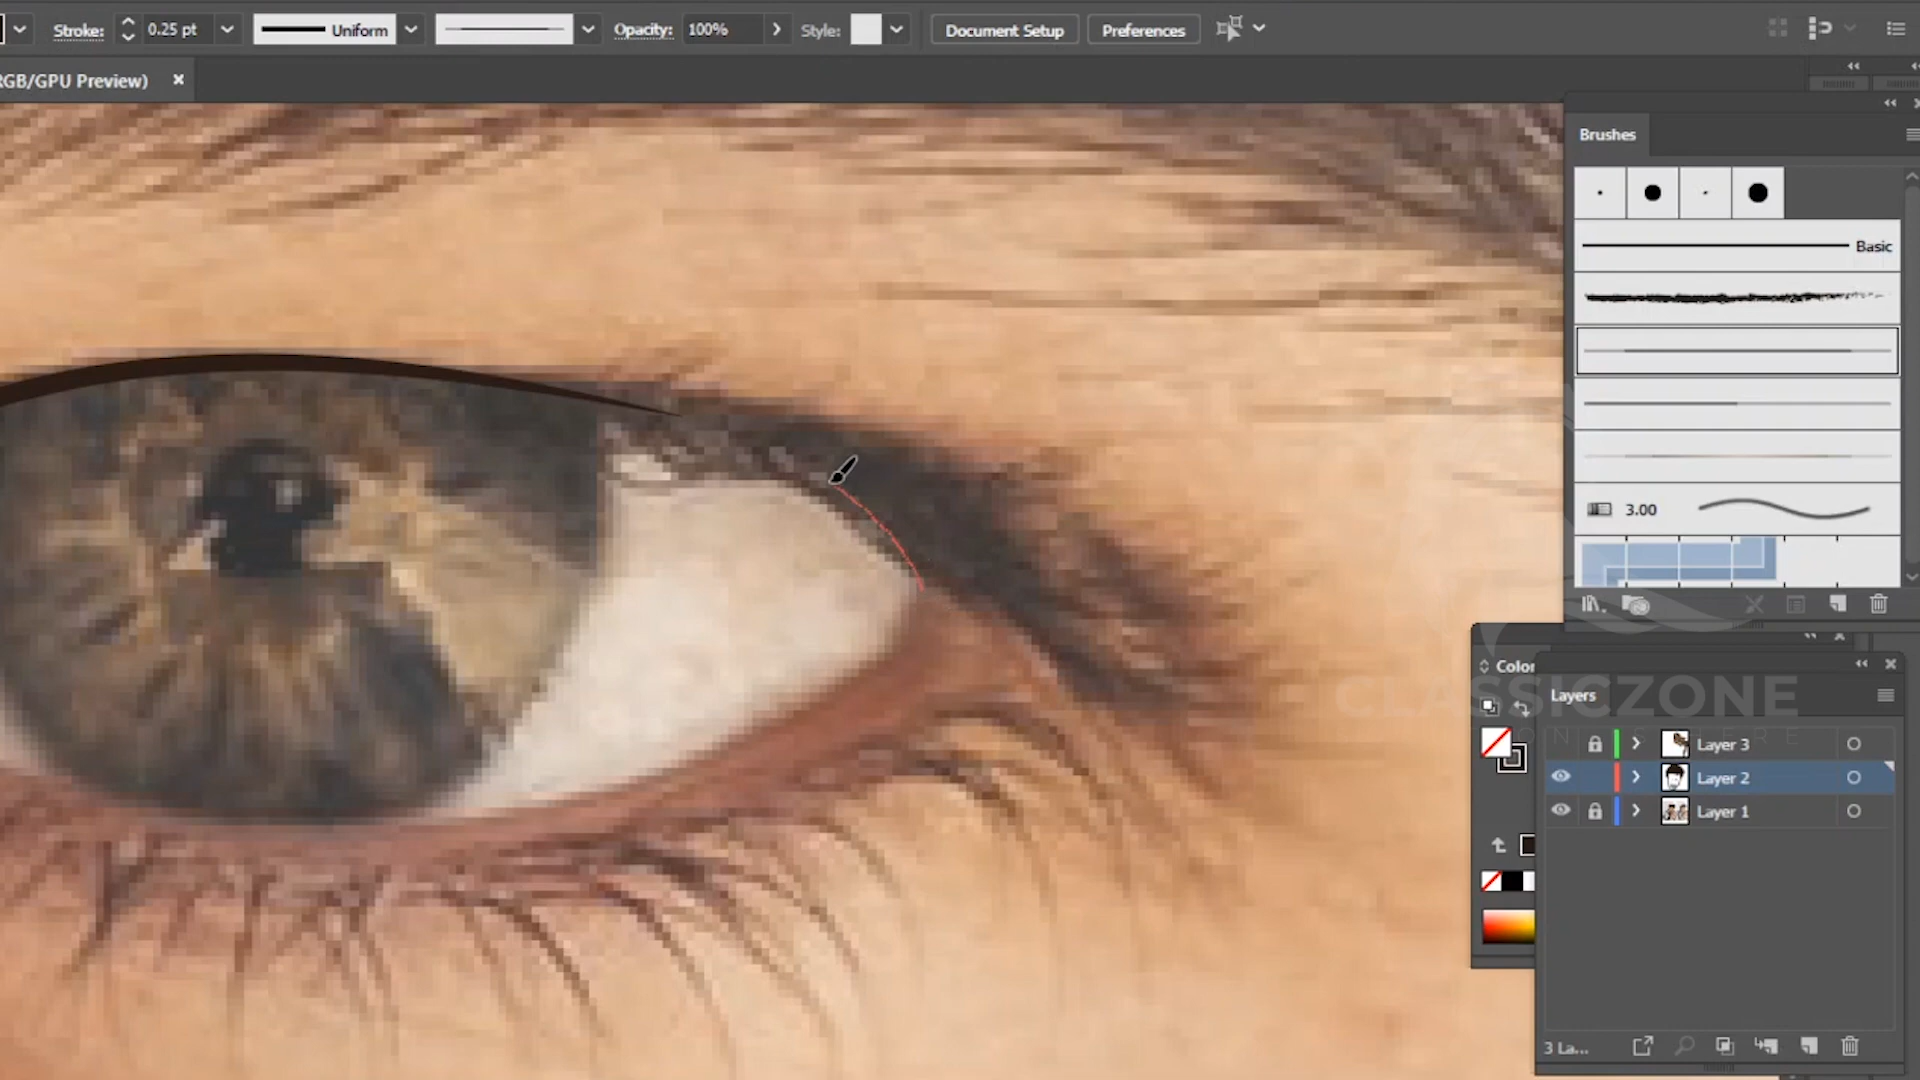 Stroke: 0.25 pt Uniform Opacity: 100% Style: Document Setup Preferences
RGB/GPU Preview) ×
Brushes
Basic
3.00
Color
Layers
CLASSICZONE
Layer 3
Layer 2
Layer 1
3 La...